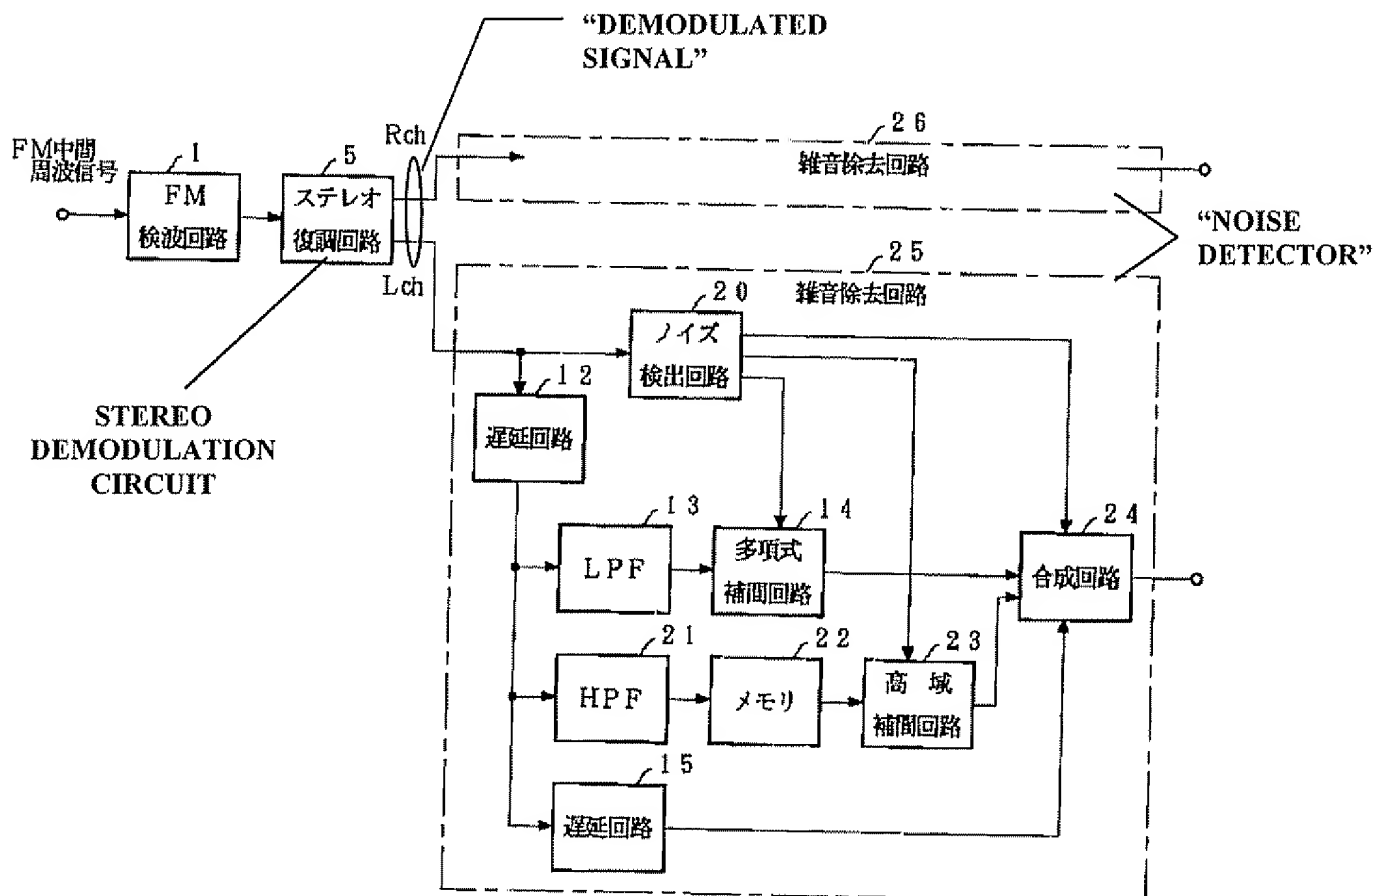 “DEMODULATED
SIGNAL”
FM中間
周波信号
1
FM
検波回路
5
ステレオ
復調回路
Rch
Lch
26
雑音除去回路
“NOISE
DETECTOR”
25
雑音除去回路
20
ノイズ
検出回路
12
遅延回路
STEREO
DEMODULATION
CIRCUIT
13
LPF
14
多項式
補間回路
24
合成回路
21
HPF
22
メモリ
23
高域
補間回路
15
遅延回路